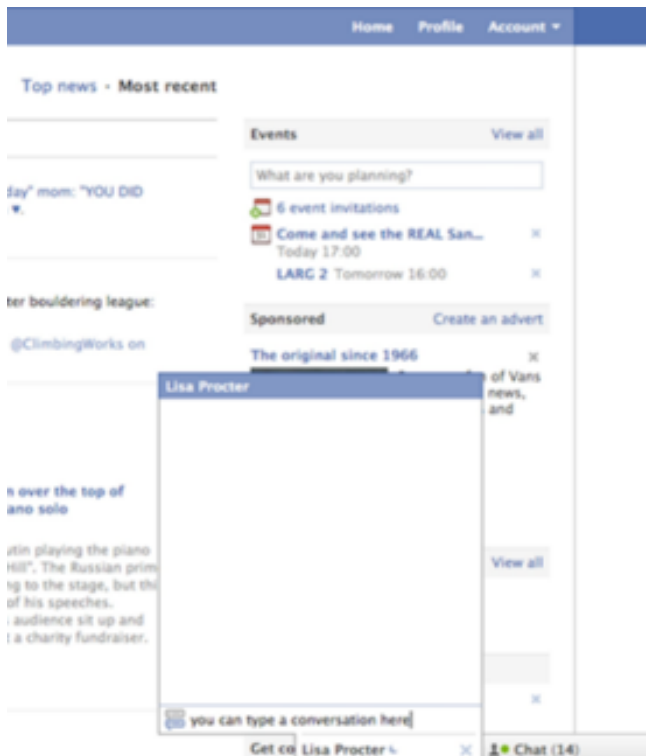 Home Profile Account
Top news · Most recent
Events View all
What are you planning?
day" mom: "YOU DID
♥.
6 event invitations
Come and see the REAL San...
Today 17:00
LARG 2 Tomorrow 16:00
ter bouldering league:
@ClimbingWorks on
Sponsored Create an advert
The original since 1966
of Vans
news,
and
Lisa Procter
n over the top of
ano solo
utin playing the piano
Hill". The Russian prim
ng to the stage, but thi
of his speeches.
audience sit up and
t a charity fundraiser.
View all
you can type a conversation here
Get co Lisa Procter Chat (14)